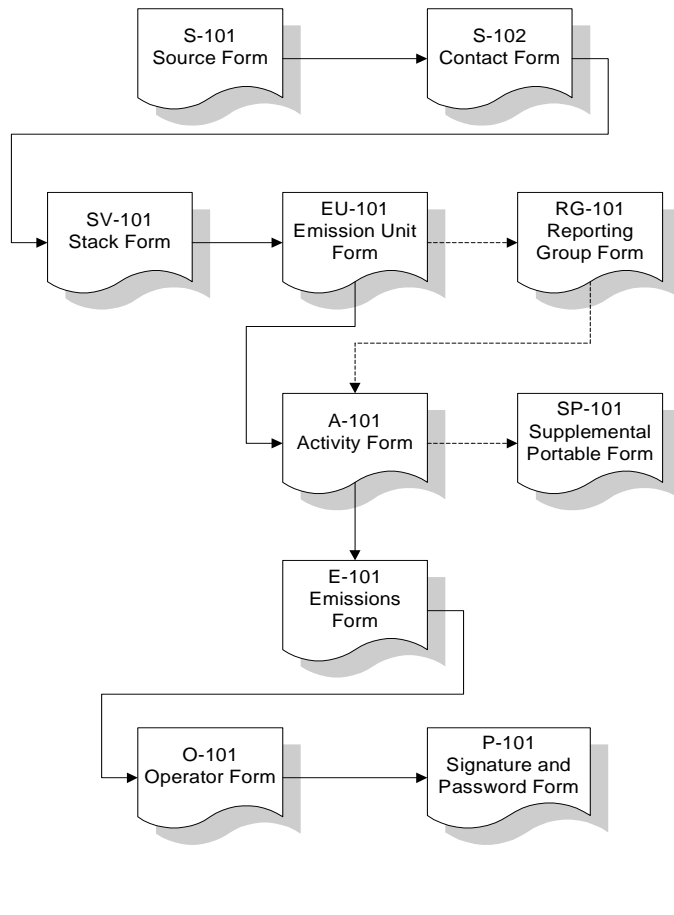 S-101
Source Form
S-102
Contact Form
SV-101
Stack Form
EU-101
Emission Unit
Form
RG-101
Reporting
Group Form
A-101
Activity Form
SP-101
Supplemental
Portable Form
E-101
Emissions
Form
O-101
Operator Form
P-101
Signature and
Password Form